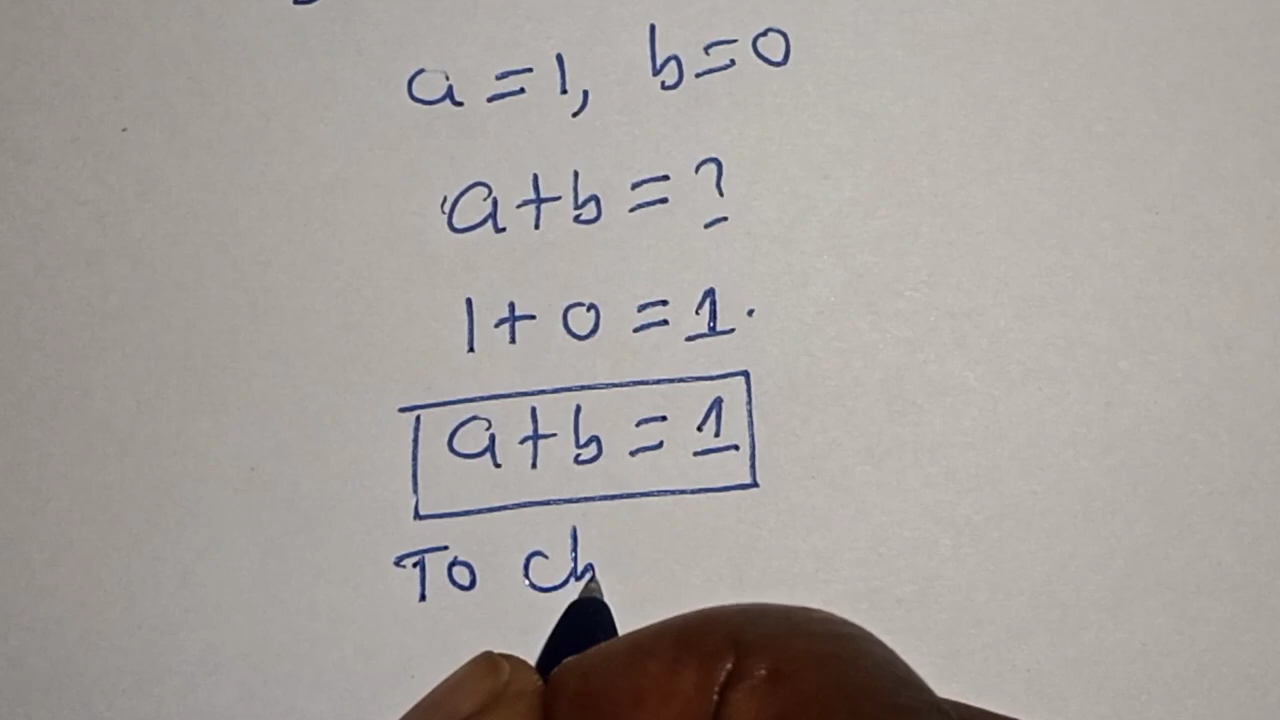 a = 1, b = 0
a + b = ?
1 + 0 = 1.
a + b = 1
To ch